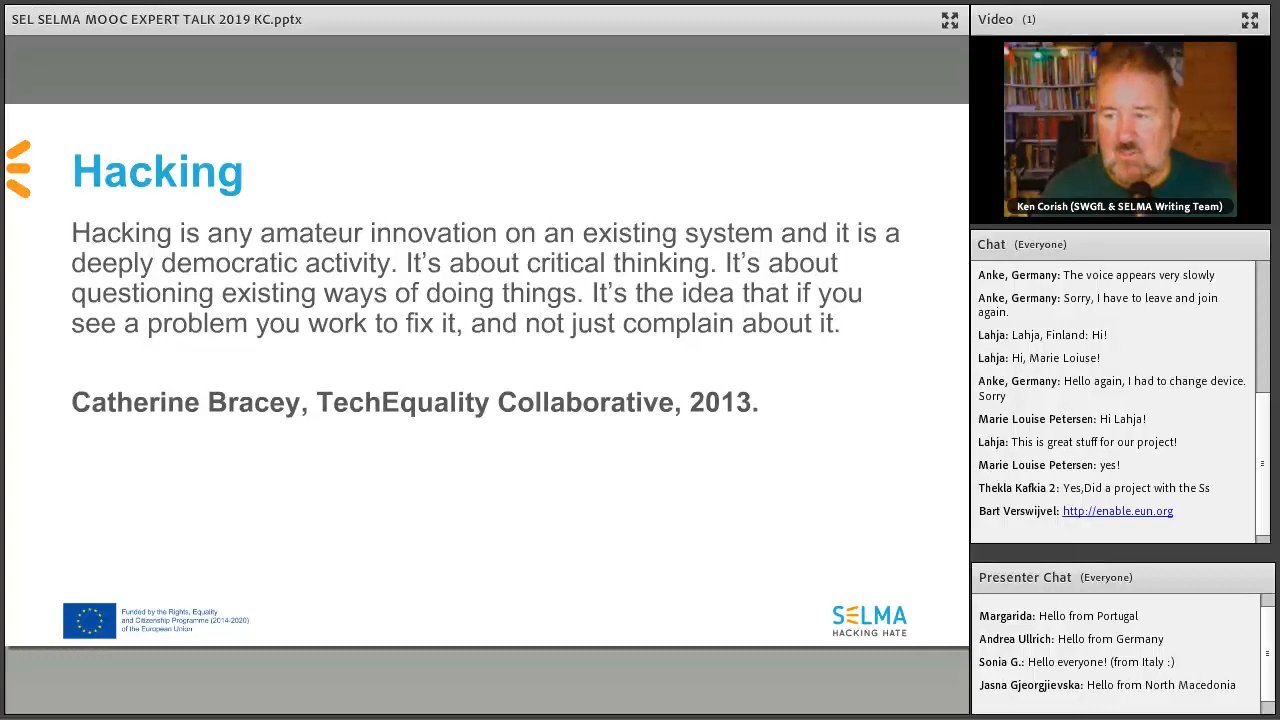 SEL SELMA MOOC EXPERT TALK 2019 KC.pptx
Hacking
Hacking is any amateur innovation on an existing system and it is a
deeply democratic activity. It’s about critical thinking. It’s about
questioning existing ways of doing things. It’s the idea that if you
see a problem you work to fix it, and not just complain about it.
Catherine Bracey, TechEquality Collaborative, 2013.
Funded by the Rights, Equality
and Citizenship Programme (2014-2020)
of the European Union
SELMA
HACKING HATE
Video (1)
Ken Corish (SWGfL & SELMA Writing Team)
Chat (Everyone)
Anke, Germany: The voice appears very slowly
Anke, Germany: Sorry, I have to leave and join
again.
Lahja: Lahja, Finland: Hi!
Lahja: Hi, Marie Loiuse!
Anke, Germany: Hello again, I had to change device.
Sorry
Marie Louise Petersen: Hi Lahja!
Lahja: This is great stuff for our project!
Marie Louise Petersen: yes!
Thekla Kafkia 2: Yes,Did a project with the Ss
Bart Verswijvel: http://enable.eun.org
Presenter Chat (Everyone)
Margarida: Hello from Portugal
Andrea Ullrich: Hello from Germany
Sonia G.: Hello everyone! (from Italy :)
Jasna Gjeorgjievska: Hello from North Macedonia